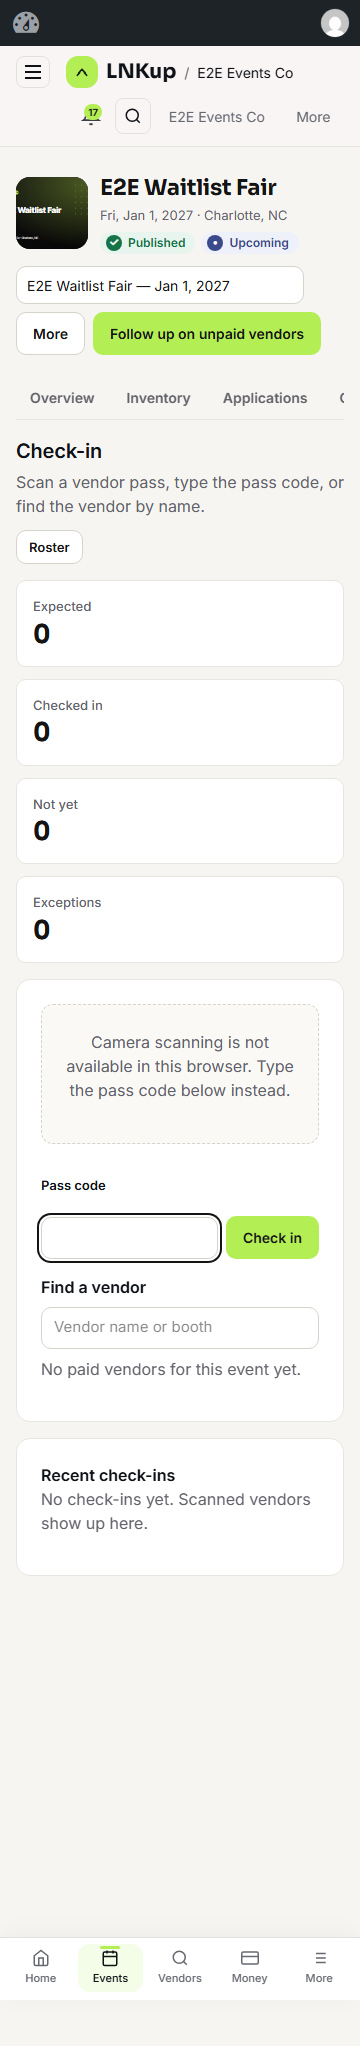 LNKup / E2E Events Co
17
E2E Events Co More
Waitlist Fair
E2E Waitlist Fair
Fri, Jan 1, 2027 · Charlotte, NC
Published Upcoming
E2E Waitlist Fair — Jan 1, 2027
More Follow up on unpaid vendors
Overview Inventory Applications
Check-in
Scan a vendor pass, type the pass code, or
find the vendor by name.
Roster
Expected
0
Checked in
0
Not yet
0
Exceptions
0
Camera scanning is not
available in this browser. Type
the pass code below instead.
Pass code
Check in
Find a vendor
Vendor name or booth
No paid vendors for this event yet.
Recent check-ins
No check-ins yet. Scanned vendors
show up here.
Home Events Vendors Money More